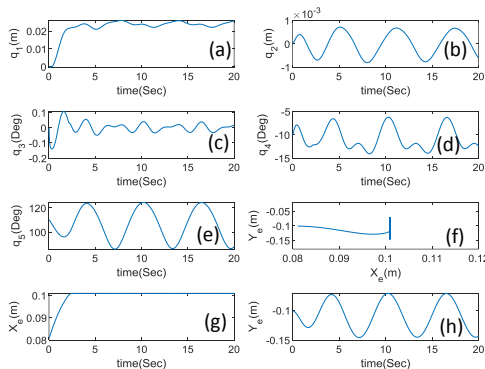 q1(m)
0.02
0
0 5 10 15 20
time(Sec)
(a)
q2(m)
×10-3
1
0
-1
0 5 10 15 20
time(Sec)
(b)
q3(Deg)
0.1
0
-0.1
-0.2
0 5 10 15 20
time(Sec)
(c)
q4(Deg)
-5
-10
-15
0 5 10 15 20
time(Sec)
(d)
q5(Deg)
120
100
0 5 10 15 20
time(Sec)
(e)
Ye(m)
-0.05
-0.1
-0.15
0.08 0.09 0.1 0.11 0.12
Xe(m)
(f)
Xe(m)
0.1
0.09
0.08
0 5 10 15 20
time(Sec)
(g)
Ye(m)
-0.1
0 5 10 15 20
time(Sec)
(h)